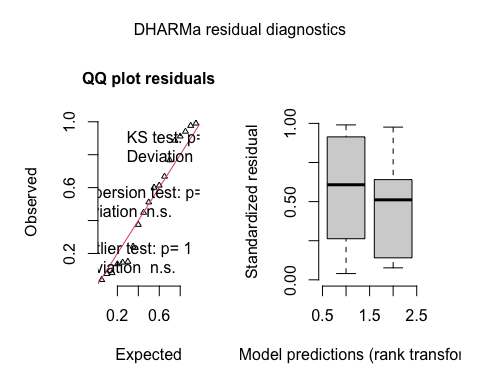 DHARMa residual diagnostics
QQ plot residuals
KS test: p=
Deviation
persion test: p=
viation n.s.
tlier test: p= 1
viation n.s.
Observed
1.0
0.6
0.2
0.2 0.6
Expected
Standardized residual
1.00
0.50
0.00
0.5 1.5 2.5
Model predictions (rank transfor